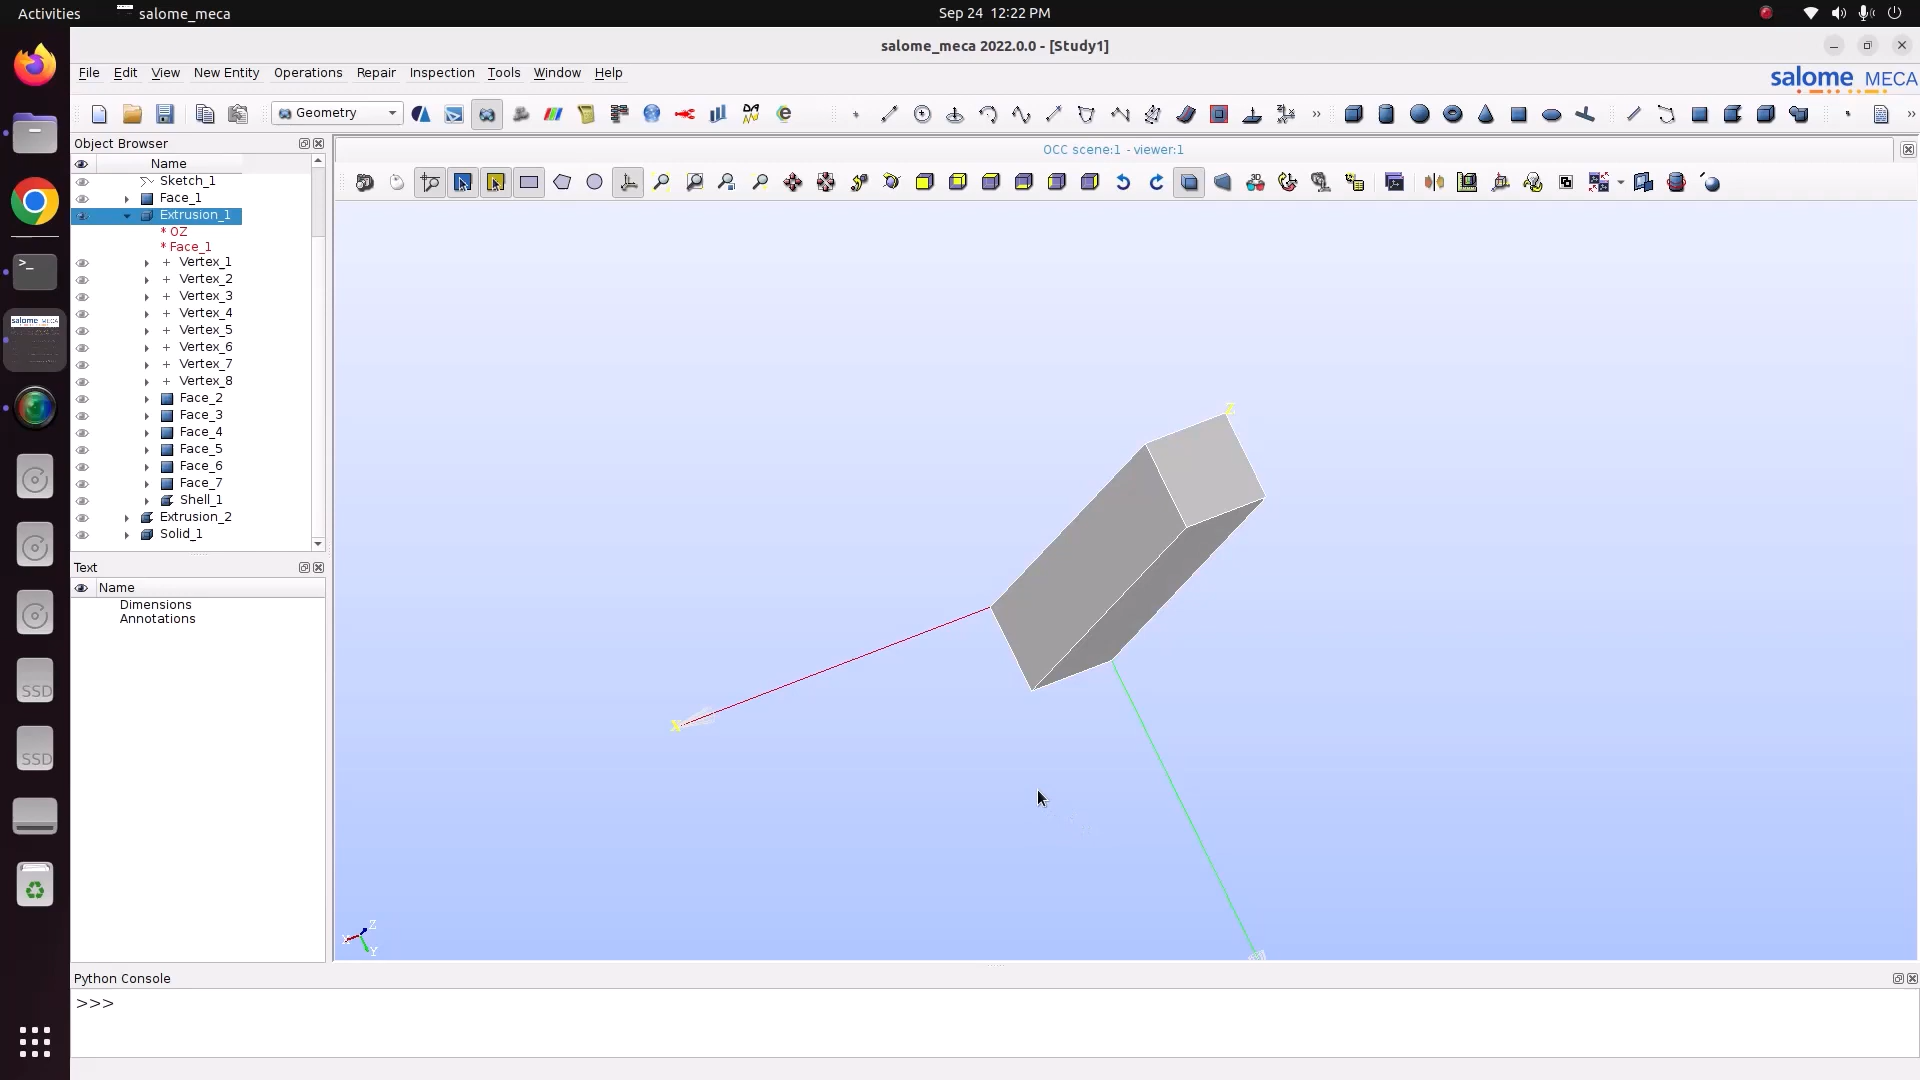 Activities
salome_meca
Sep 24 12:22 PM
salome_meca 2022.0.0 - [Study1]
File Edit View New Entity Operations Repair Inspection Tools Window Help
salome MECA
Geometry
Object Browser
Name
Sketch_1
Face_1
Extrusion_1
* OZ
* Face_1
Vertex_1
Vertex_2
Vertex_3
Vertex_4
Vertex_5
Vertex_6
Vertex_7
Vertex_8
Face_2
Face_3
Face_4
Face_5
Face_6
Face_7
Shell_1
Extrusion_2
Solid_1
Text
Name
Dimensions
Annotations
OCC scene:1 - viewer:1
Z
X
Z
X
Y
SSD
SSD
Python Console
>>>